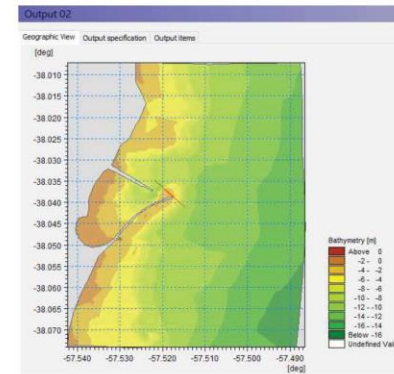 Output 02
Geographic View Output specification Output items
[deg]
-38.010
-38.015
-38.020
-38.025
-38.030
-38.035
-38.040
-38.045
-38.050
-38.055
-38.060
-38.065
-38.070
-57.540 -57.530 -57.520 -57.510 -57.500 -57.490
[deg]
Bathymetry [m]
Above 0
-2 - 0
-4 - -2
-6 - -4
-8 - -6
-10 - -8
-12 - -10
-14 - -12
-16 - -14
Below -16
Undefined Val